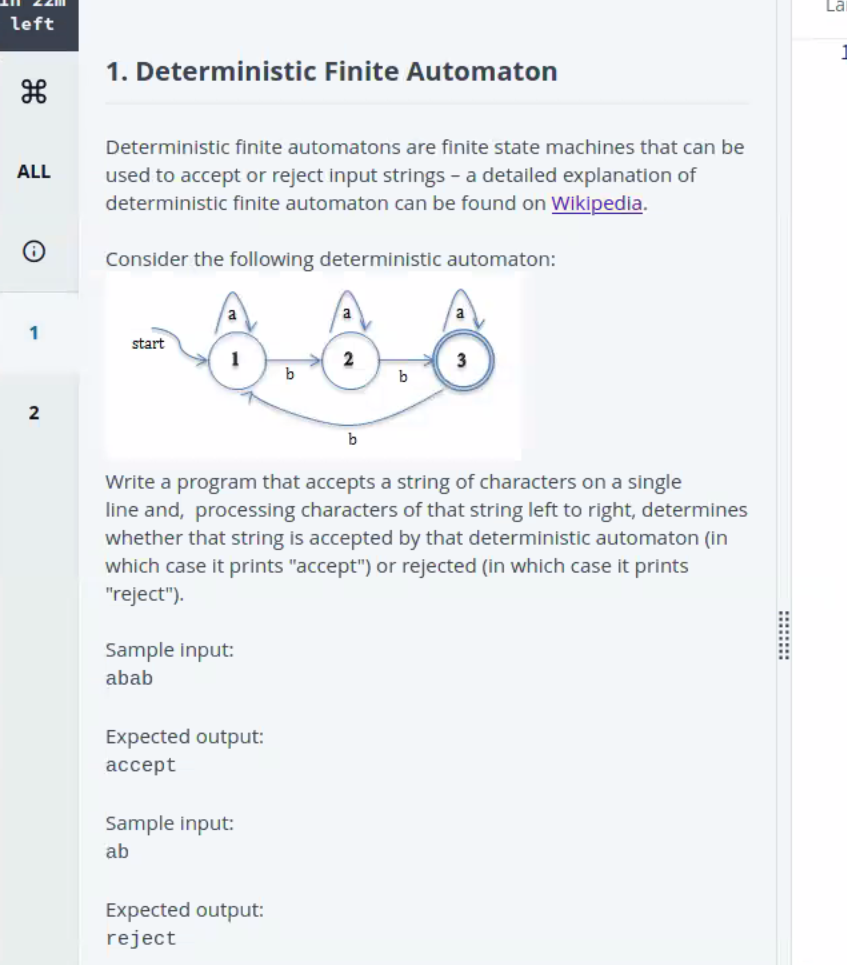 in 22m
left
La
1
1. Deterministic Finite Automaton
ALL
Deterministic finite automatons are finite state machines that can be
used to accept or reject input strings – a detailed explanation of
deterministic finite automaton can be found on Wikipedia.
Consider the following deterministic automaton:
a a a
start 1 2 3
b b
b
1
2
Write a program that accepts a string of characters on a single
line and,  processing characters of that string left to right, determines
whether that string is accepted by that deterministic automaton (in
which case it prints "accept") or rejected (in which case it prints
"reject").
Sample input:
abab
Expected output:
accept
Sample input:
ab
Expected output:
reject